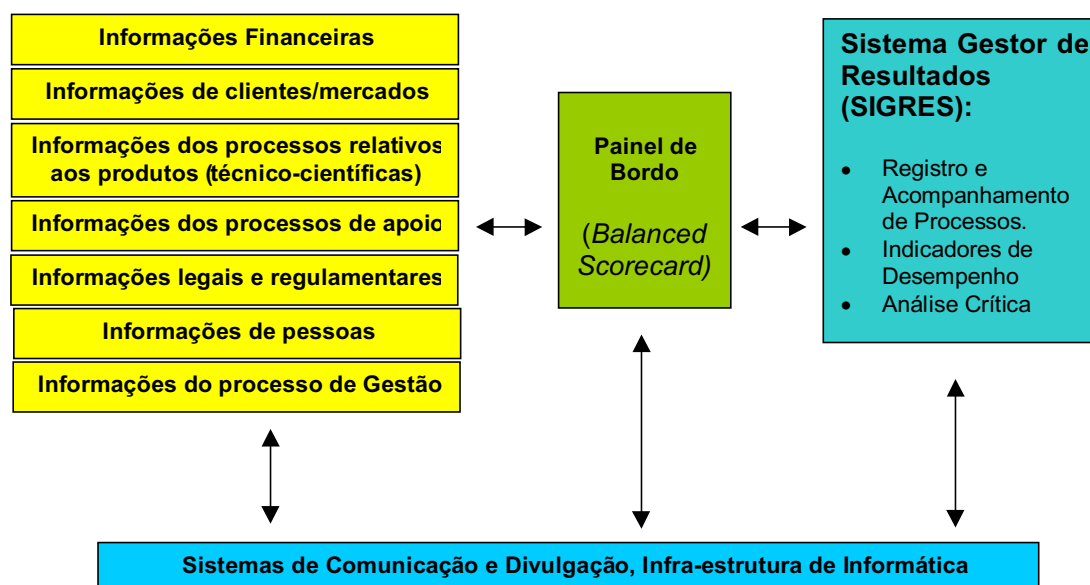 Informações Financeiras
Informações de clientes/mercados
Informações dos processos relativos
aos produtos (técnico-científicas)
Informações dos processos de apoio
Informações legais e regulamentares
Informações de pessoas
Informações do processo de Gestão
Painel de
Bordo
(Balanced
Scorecard)
Sistema Gestor de
Resultados
(SIGRES):
• Registro e
Acompanhamento
de Processos.
• Indicadores de
Desempenho
• Análise Crítica
Sistemas de Comunicação e Divulgação, Infra-estrutura de Informática